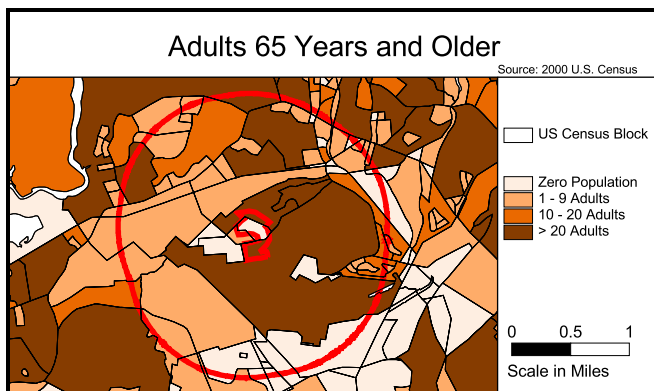 Adults 65 Years and Older
Source: 2000 U.S. Census
US Census Block
Zero Population
1 - 9 Adults
10 - 20 Adults
> 20 Adults
0 0.5 1
Scale in Miles